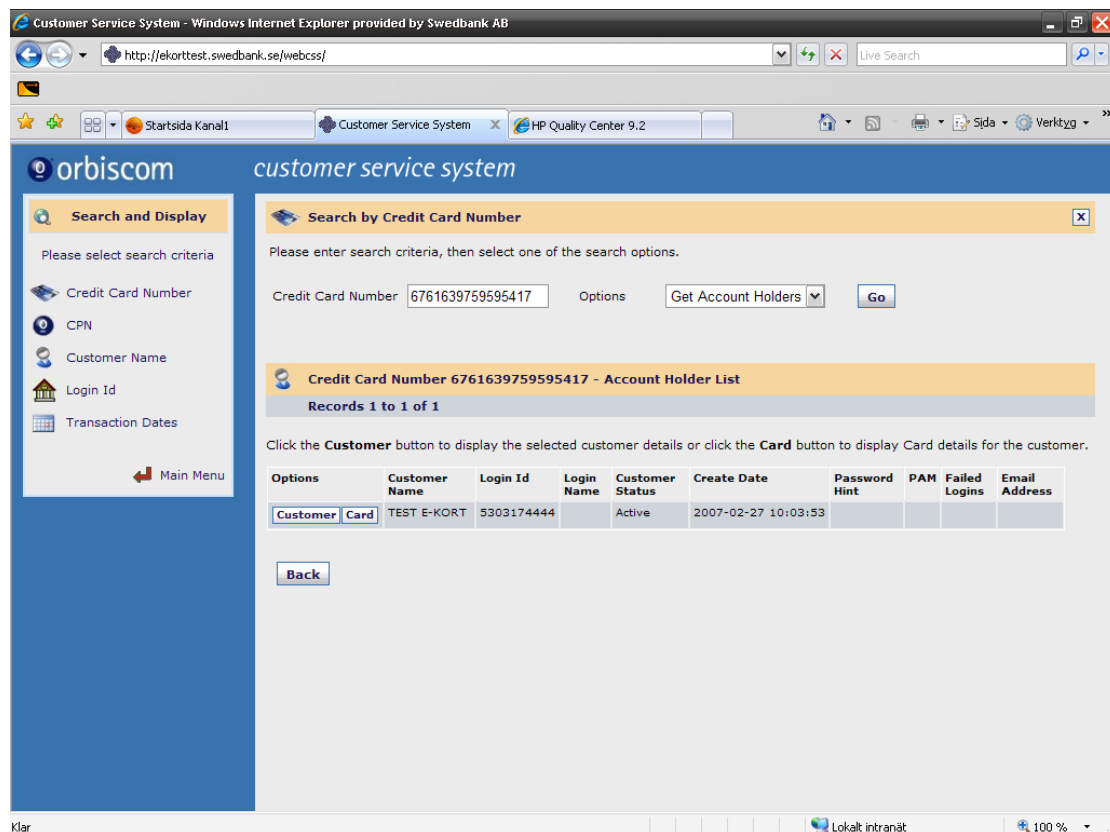 Customer Service System - Windows Internet Explorer provided by Swedbank AB
http://ekorttest.swedbank.se/webcss/
Live Search
Startsida Kanal1
Customer Service System
HP Quality Center 9.2
Sida
Verktyg
orbiscom
customer service system
Search and Display
Please select search criteria
Credit Card Number
CPN
Customer Name
Login Id
Transaction Dates
Main Menu
Search by Credit Card Number
X
Please enter search criteria, then select one of the search options.
Credit Card Number 6761639759595417 Options Get Account Holders Go
Credit Card Number 6761639759595417 - Account Holder List
Records 1 to 1 of 1
Click the Customer button to display the selected customer details or click the Card button to display Card details for the customer.
Options Customer Name Login Id Login Name Customer Status Create Date Password Hint PAM Failed Logins Email Address
Customer Card TEST E-KORT 5303174444 Active 2007-02-27 10:03:53
Back
Klar
Lokalt intranät
100 %